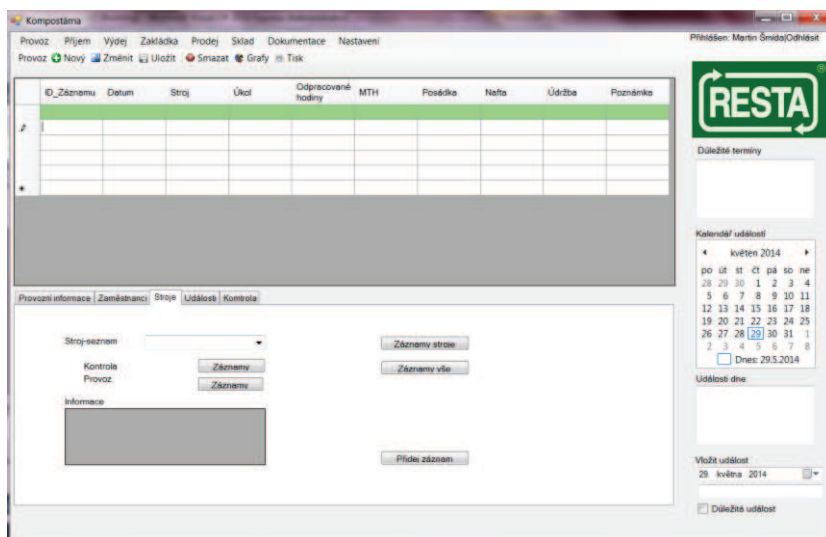 Kompostárna
Provoz Příjem Výdej Zakládka Prodej Sklad Dokumentace Nastavení
Přihlášen: Martin Šmída|Odhlásit
Provoz Nový Změnit Uložit Smazat Grafy Tisk
ID_Záznamu Datum Stroj Úkol Odpracované hodiny MTH Posádka Nafta Údržba Poznámka
RESTA ®
Důležité termíny
Kalendář událostí
květen 2014
po út st čt pá so ne
28 29 30 1 2 3 4
5 6 7 8 9 10 11
12 13 14 15 16 17 18
19 20 21 22 23 24 25
26 27 28 29 30 31 1
2 3 4 5 6 7 8
Dnes: 29.5.2014
Provozní informace Zaměstnanci Stroje Události Kontrola
Stroj-seznam
Záznamy stroje
Kontrola Záznamy
Záznamy vše
Provoz Záznamy
Informace
Přidej záznam
Události dne
Vložit událost
29. května 2014
Důležitá událost